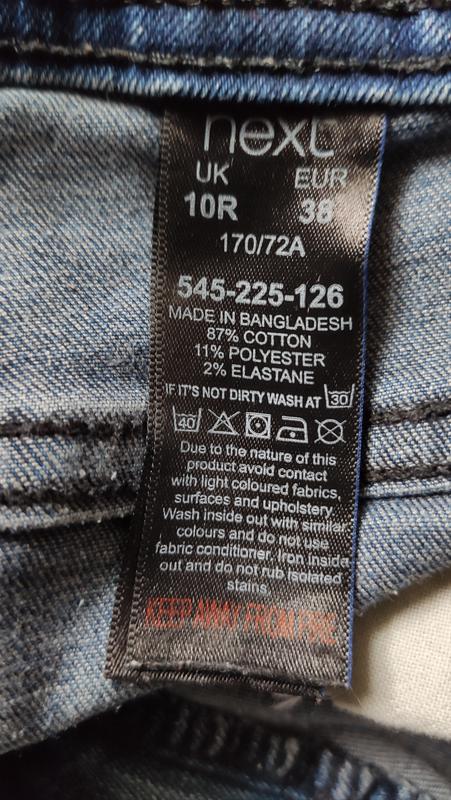 next
UK EUR
10R 38
170/72A
545-225-126
MADE IN BANGLADESH
87% COTTON
11% POLYESTER
2% ELASTANE
IF IT'S NOT DIRTY WASH AT 30
40
Due to the nature of this
product avoid contact
with light coloured fabrics,
surfaces and upholstery.
Wash inside out with similar
colours and do not use
fabric conditioner. Iron inside
out and do not rub isolated
stains.
KEEP AWAY FROM FIRE